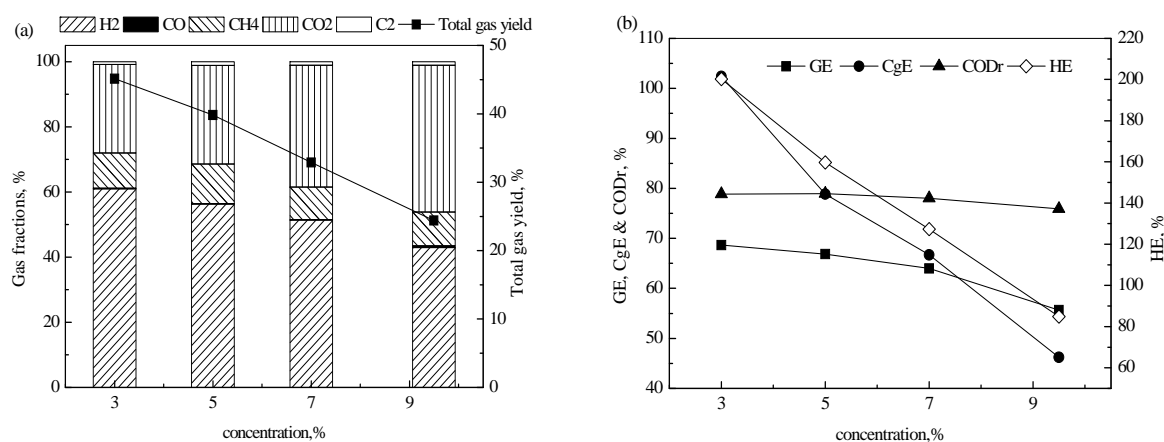 (a)
H2 CO CH4 CO2 C2 Total gas yield
100
80
60
40
20
0
Gas fractions, %
50
40
30
20
10
0
Total gas yield, %
3 5 7 9
concentration,%
(b)
GE CgE CODr HE
110
100
90
80
70
60
50
40
GE, CgE & CODr, %
220
200
180
160
140
120
100
80
60
HE, %
3 5 7 9
concentration,%